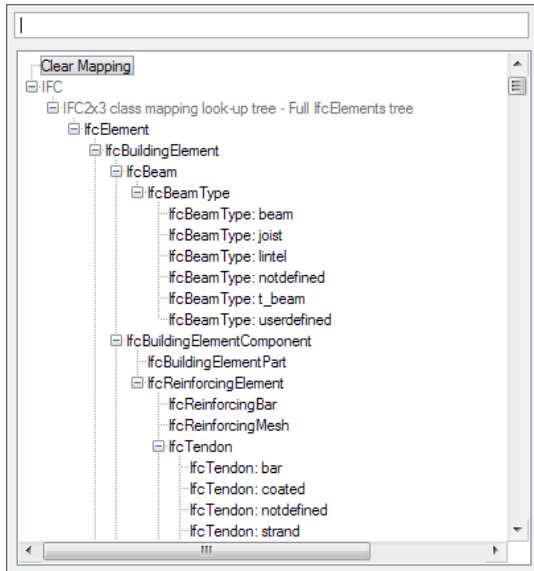 Clear Mapping
IFC
IFC2x3 class mapping look-up tree - Full IfcElements tree
IfcElement
IfcBuildingElement
IfcBeam
IfcBeamType
IfcBeamType: beam
IfcBeamType: joist
IfcBeamType: lintel
IfcBeamType: notdefined
IfcBeamType: t_beam
IfcBeamType: userdefined
IfcBuildingElementComponent
IfcBuildingElementPart
IfcReinforcingElement
IfcReinforcingBar
IfcReinforcingMesh
IfcTendon
IfcTendon: bar
IfcTendon: coated
IfcTendon: notdefined
IfcTendon: strand